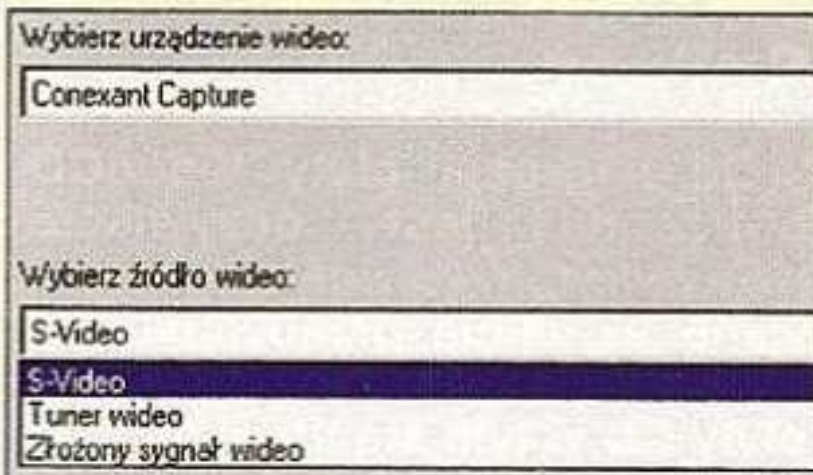 Wybierz urządzenie wideo:
Conexant Capture
Wybierz źródło wideo:
S-Video
S-Video
Tuner wideo
Złożony sygnał wideo